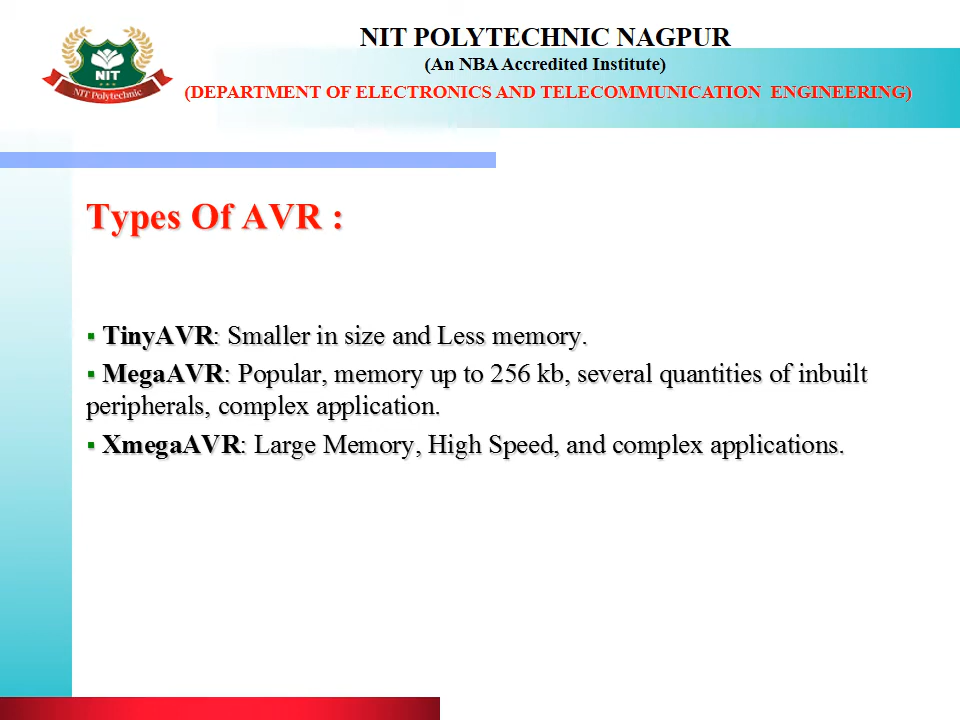 NIT POLYTECHNIC NAGPUR
(An NBA Accredited Institute)
(DEPARTMENT OF ELECTRONICS AND TELECOMMUNICATION ENGINEERING)
NIT
NIT Polytechnic
Types Of AVR :
▪ TinyAVR: Smaller in size and Less memory.
▪ MegaAVR: Popular, memory up to 256 kb, several quantities of inbuilt
peripherals, complex application.
▪ XmegaAVR: Large Memory, High Speed, and complex applications.